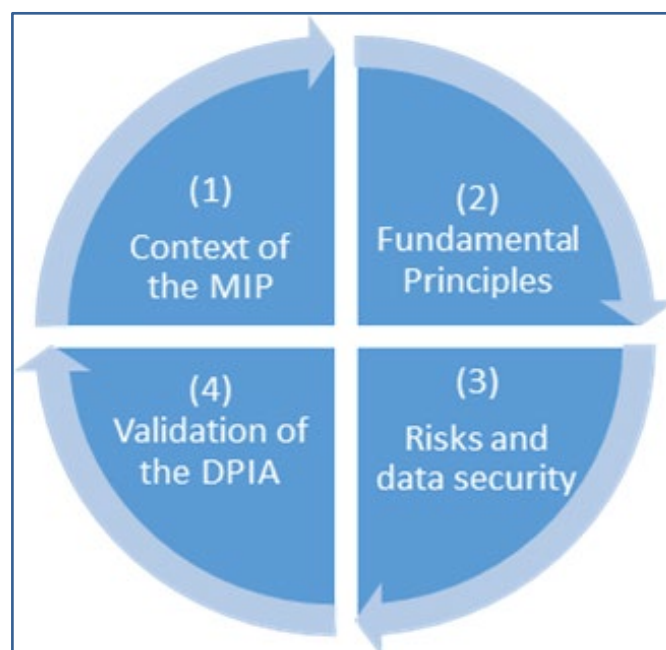 (1)
Context of
the MIP
(2)
Fundamental
Principles
(3)
Risks and
data security
(4)
Validation of
the DPIA